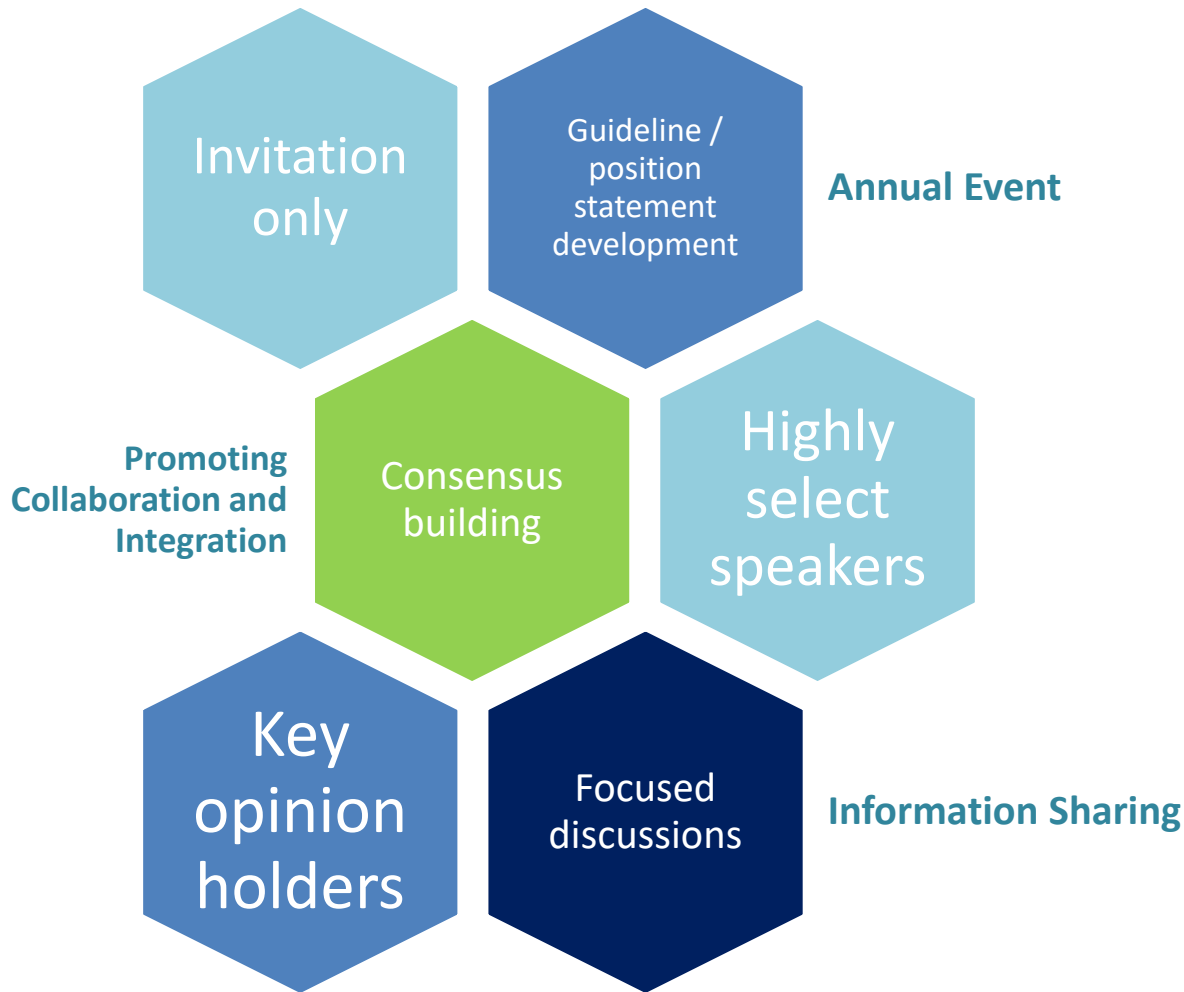 Invitation
only
Guideline /
position
statement
development
Annual Event
Promoting
Collaboration and
Integration
Consensus
building
Highly
select
speakers
Key
opinion
holders
Focused
discussions
Information Sharing